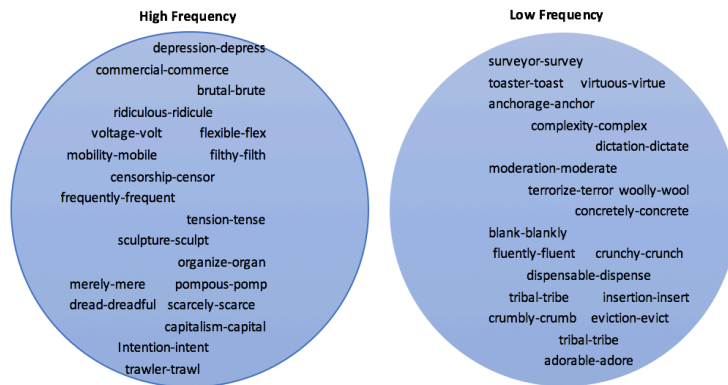 High Frequency
depression-depress
commercial-commerce
brutal-brute
ridiculous-ridicule
voltage-volt flexible-flex
mobility-mobile filthy-filth
censorship-censor
frequently-frequent
tension-tense
sculpture-sculpt
organize-organ
merely-mere pompous-pomp
dread-dreadful scarcely-scarce
capitalism-capital
Intention-intent
trawler-trawl
Low Frequency
surveyor-survey
toaster-toast virtuous-virtue
anchorage-anchor
complexity-complex
dictation-dictate
moderation-moderate
terrorize-terror woolly-wool
concretely-concrete
blank-blankly
fluently-fluent crunchy-crunch
dispensable-dispense
tribal-tribe insertion-insert
crumbly-crumb eviction-evict
tribal-tribe
adorable-adore